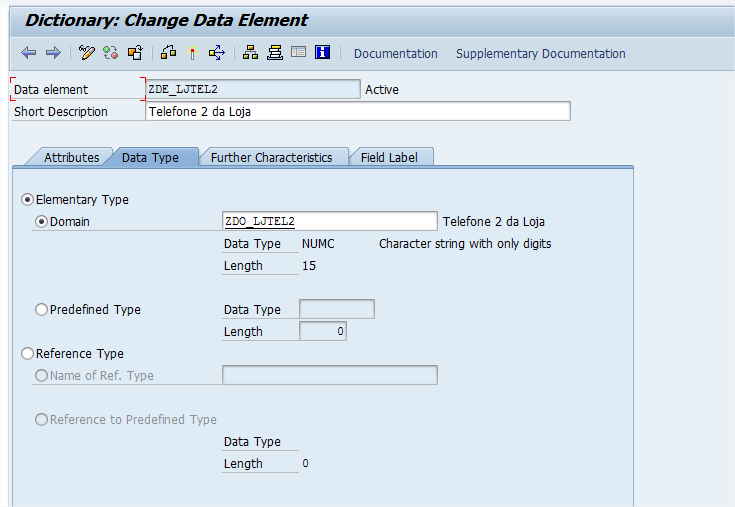 Dictionary: Change Data Element
Documentation Supplementary Documentation
Data element ZDE_LJTEL2 Active
Short Description Telefone 2 da Loja
Attributes Data Type Further Characteristics Field Label
Elementary Type
Domain ZDO_LJTEL2 Telefone 2 da Loja
Data Type NUMC Character string with only digits
Length 15
Predefined Type Data Type
Length 0
Reference Type
Name of Ref. Type
Reference to Predefined Type
Data Type
Length 0